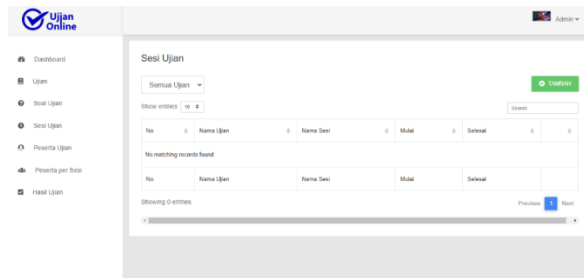 Ujian
Online
Admin
Dashboard
Ujian
Soal Ujian
Sesi Ujian
Peserta Ujian
Peserta per Sesi
Hasil Ujian
Sesi Ujian
Semua Ujian
TAMBAH
Show entries 10
Search
No Nama Ujian Nama Sesi Mulai Selesai
No matching records found
No Nama Ujian Nama Sesi Mulai Selesai
Showing 0 entries
Previous 1 Next